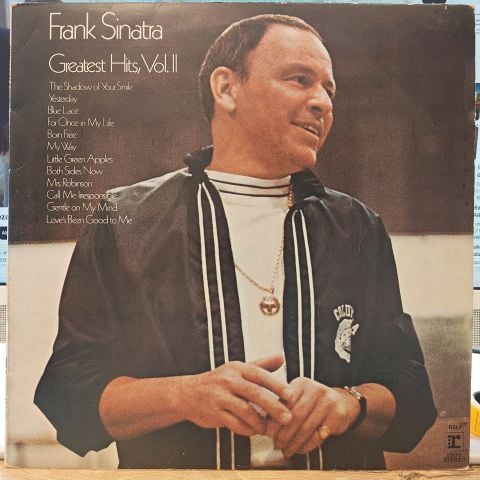 Frank Sinatra
Greatest Hits, Vol. II
The Shadow of Your Smile
Yesterday
Blue Lace
For Once in My Life
Born Free
My Way
Little Green Apples
Both Sides Now
Mrs. Robinson
Call Me Irresponsible
Gentle on My Mind
Love's Been Good to Me
RSLP
r
STEREO